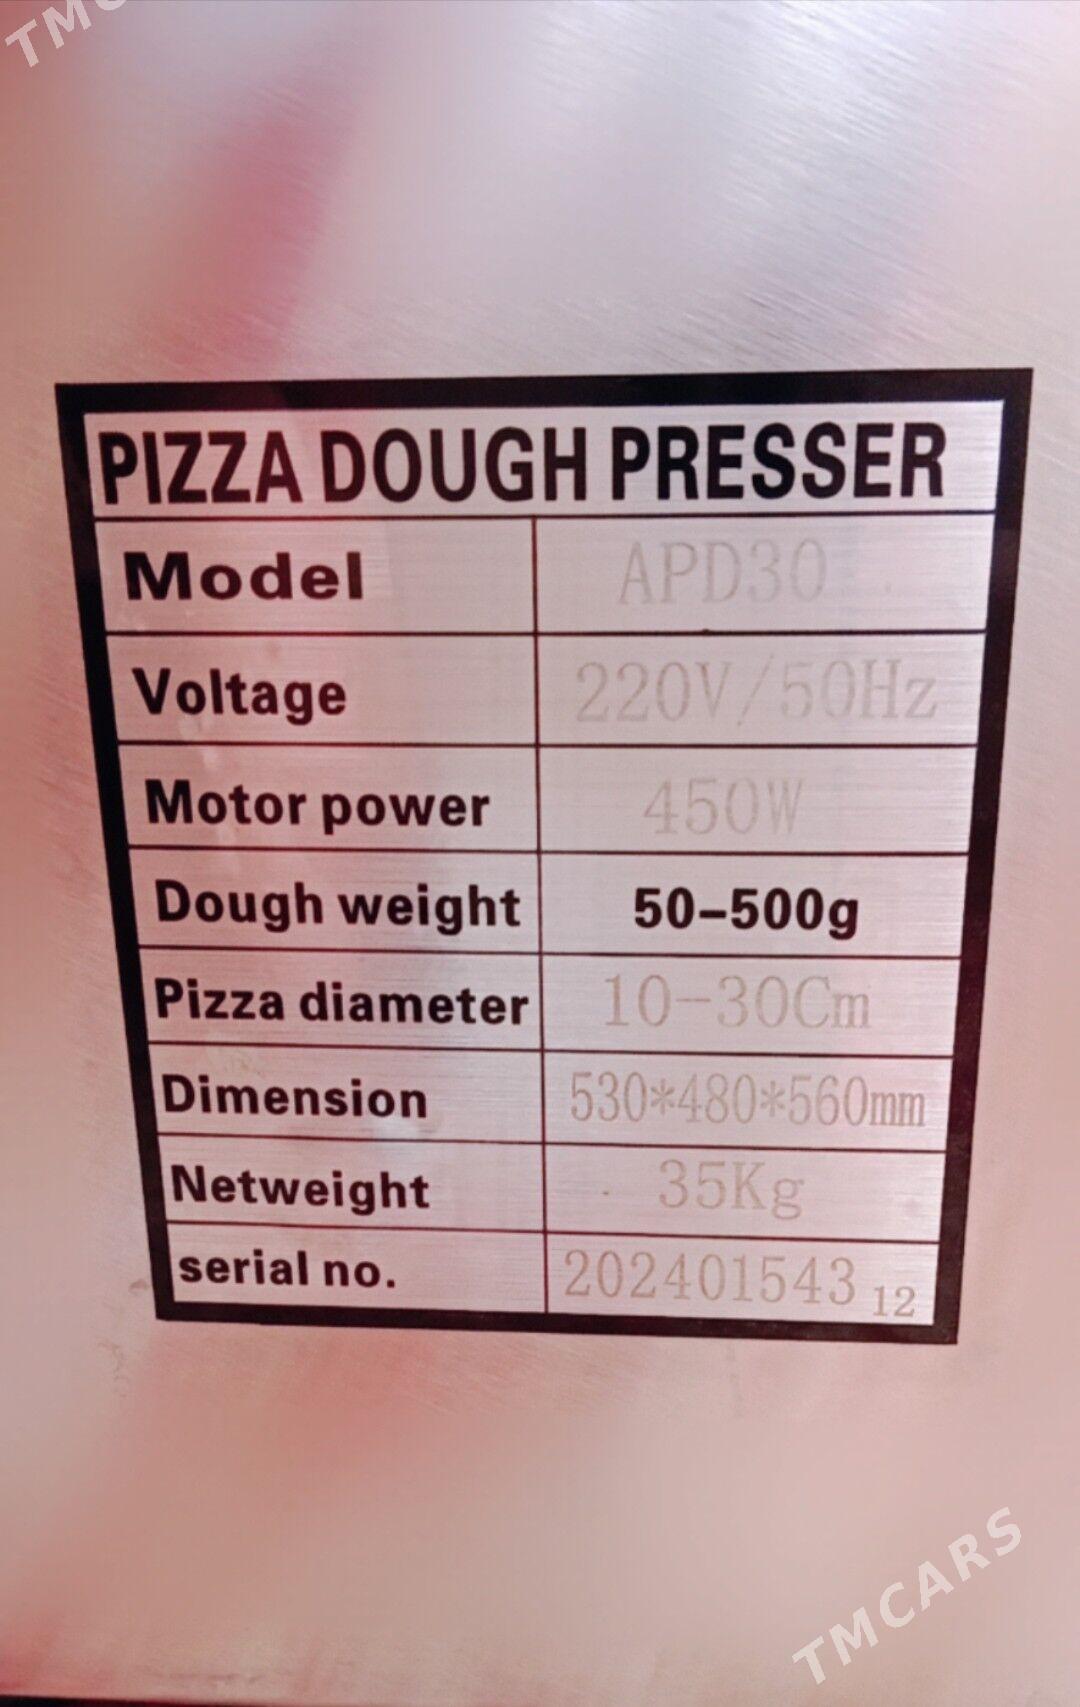 TMC
PIZZA DOUGH PRESSER
Model APD30
Voltage 220V/50Hz
Motor power 450W
Dough weight 50-500g
Pizza diameter 10-30Cm
Dimension 530*480*560mm
Netweight 35Kg
serial no. 202401543 12
TMCARS